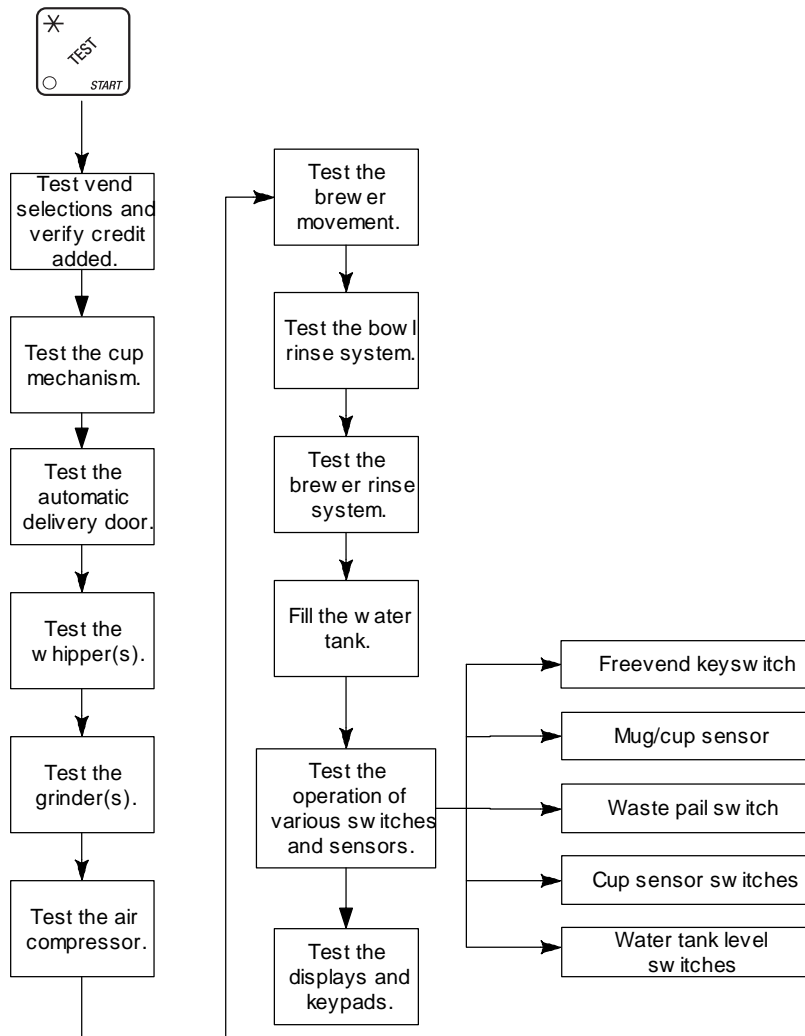 TEST
START
Test vend
selections and
verify credit
added.
Test the cup
mechanism.
Test the
automatic
delivery door.
Test the
whipper(s).
Test the
grinder(s).
Test the air
compressor.
Test the
brewer
movement.
Test the bowl
rinse system.
Test the
brewer rinse
system.
Fill the water
tank.
Test the
operation of
various switches
and sensors.
Test the
displays and
keypads.
Freevend keyswitch
Mug/cup sensor
Waste pail switch
Cup sensor switches
Water tank level
switches